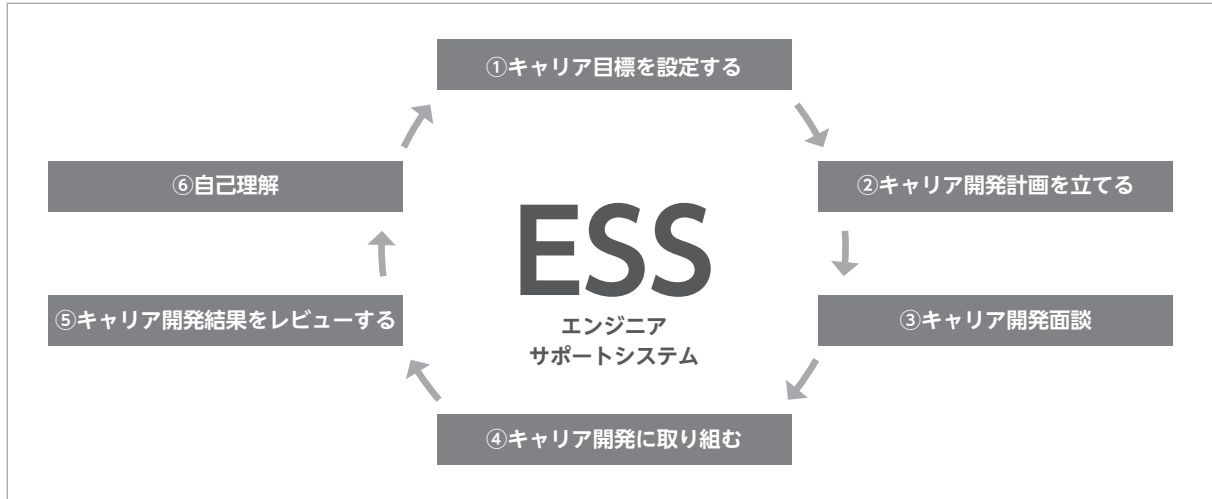 ①キャリア目標を設定する
②キャリア開発計画を立てる
③キャリア開発面談
④キャリア開発に取り組む
⑤キャリア開発結果をレビューする
⑥自己理解
ESS
エンジニア
サポートシステム